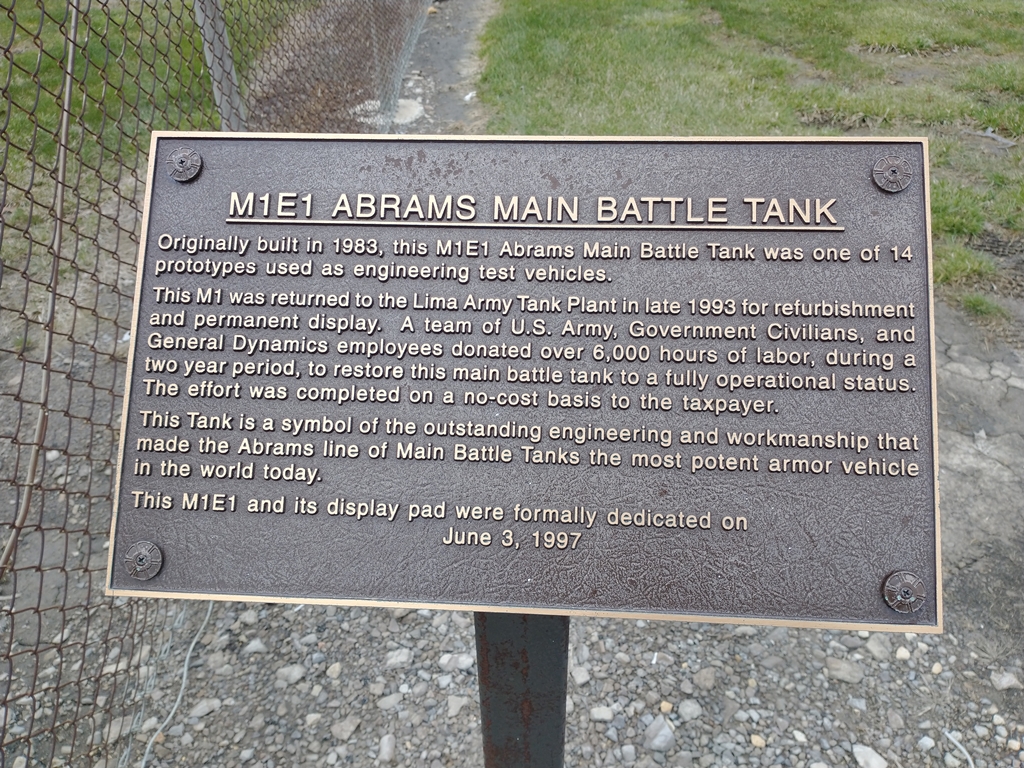 M1E1 ABRAMS MAIN BATTLE TANK
Originally built in 1983, this M1E1 Abrams Main Battle Tank was one of 14
prototypes used as engineering test vehicles.
This M1 was returned to the Lima Army Tank Plant in late 1993 for refurbishment
and permanent display. A team of U.S. Army, Government Civilians, and
General Dynamics employees donated over 6,000 hours of labor, during a
two year period, to restore this main battle tank to a fully operational status.
The effort was completed on a no-cost basis to the taxpayer.
This Tank is a symbol of the outstanding engineering and workmanship that
made the Abrams line of Main Battle Tanks the most potent armor vehicle
in the world today.
This M1E1 and its display pad were formally dedicated on
June 3, 1997